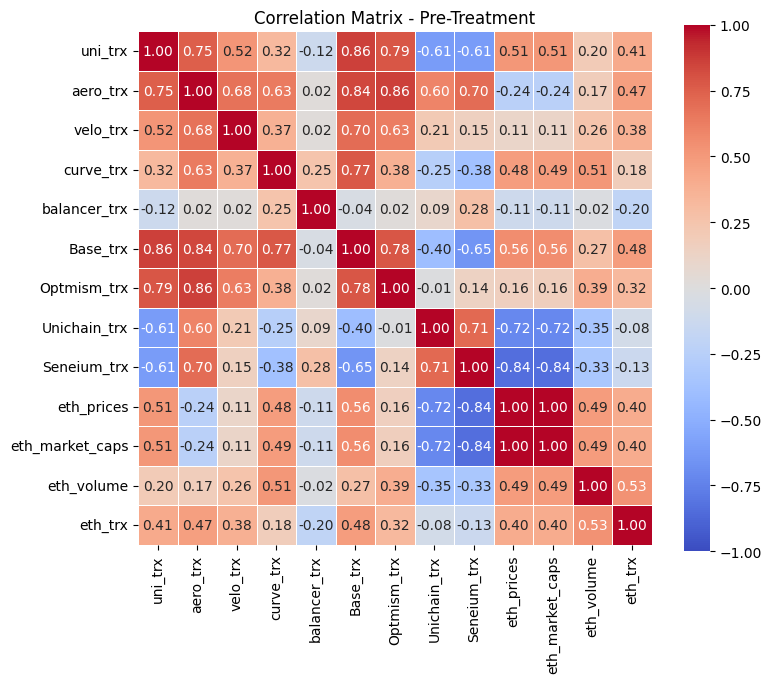 Correlation Matrix - Pre-Treatment
uni_trx 1.00 0.75 0.52 0.32 -0.12 0.86 0.79 -0.61 -0.61 0.51 0.51 0.20 0.41
aero_trx 0.75 1.00 0.68 0.63 0.02 0.84 0.86 0.60 0.70 -0.24 -0.24 0.17 0.47
velo_trx 0.52 0.68 1.00 0.37 0.02 0.70 0.63 0.21 0.15 0.11 0.11 0.26 0.38
curve_trx 0.32 0.63 0.37 1.00 0.25 0.77 0.38 -0.25 -0.38 0.48 0.49 0.51 0.18
balancer_trx -0.12 0.02 0.02 0.25 1.00 -0.04 0.02 0.09 0.28 -0.11 -0.11 -0.02 -0.20
Base_trx 0.86 0.84 0.70 0.77 -0.04 1.00 0.78 -0.40 -0.65 0.56 0.56 0.27 0.48
Optmism_trx 0.79 0.86 0.63 0.38 0.02 0.78 1.00 -0.01 0.14 0.16 0.16 0.39 0.32
Unichain_trx -0.61 0.60 0.21 -0.25 0.09 -0.40 -0.01 1.00 0.71 -0.72 -0.72 -0.35 -0.08
Seneium_trx -0.61 0.70 0.15 -0.38 0.28 -0.65 0.14 0.71 1.00 -0.84 -0.84 -0.33 -0.13
eth_prices 0.51 -0.24 0.11 0.48 -0.11 0.56 0.16 -0.72 -0.84 1.00 1.00 0.49 0.40
eth_market_caps 0.51 -0.24 0.11 0.49 -0.11 0.56 0.16 -0.72 -0.84 1.00 1.00 0.49 0.40
eth_volume 0.20 0.17 0.26 0.51 -0.02 0.27 0.39 -0.35 -0.33 0.49 0.49 1.00 0.53
eth_trx 0.41 0.47 0.38 0.18 -0.20 0.48 0.32 -0.08 -0.13 0.40 0.40 0.53 1.00
uni_trx
aero_trx
velo_trx
curve_trx
balancer_trx
Base_trx
Optmism_trx
Unichain_trx
Seneium_trx
eth_prices
eth_market_caps
eth_volume
eth_trx
1.00
0.75
0.50
0.25
0.00
−0.25
−0.50
−0.75
−1.00